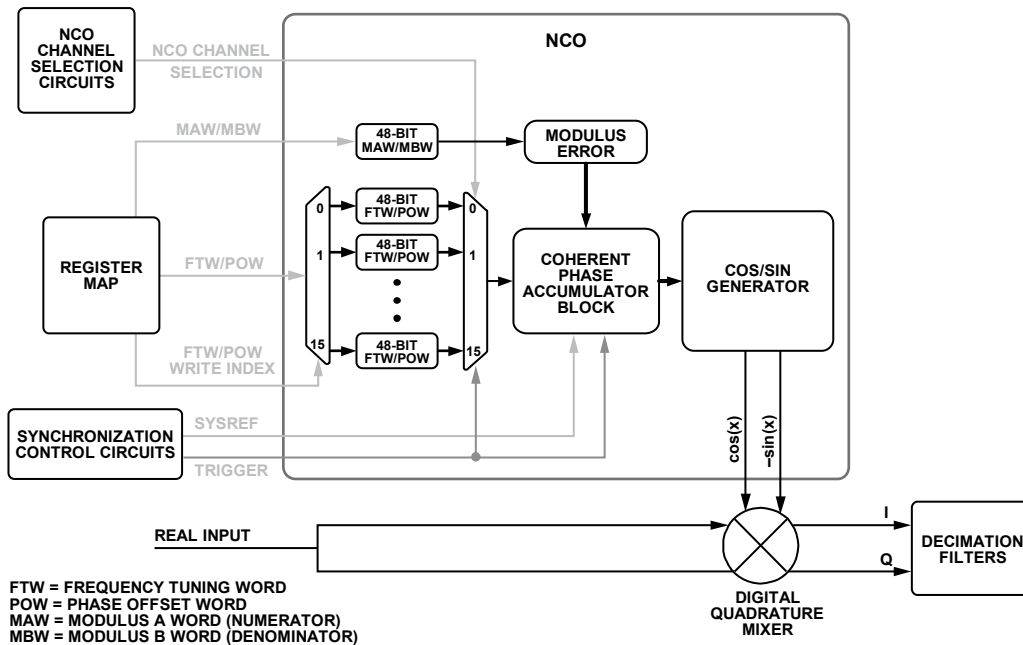 NCO
CHANNEL
SELECTION
CIRCUITS
NCO CHANNEL
SELECTION
NCO
MAW/MBW
48-BIT
MAW/MBW
MODULUS
ERROR
REGISTER
MAP
FTW/POW
0
1
15
48-BIT
FTW/POW
48-BIT
FTW/POW
48-BIT
FTW/POW
0
1
15
COHERENT
PHASE
ACCUMULATOR
BLOCK
COS/SIN
GENERATOR
FTW/POW
WRITE INDEX
SYNCHRONIZATION
CONTROL CIRCUITS
SYSREF
TRIGGER
cos(x)
–sin(x)
REAL INPUT
I
Q
DECIMATION
FILTERS
DIGITAL
QUADRATURE
MIXER
FTW = FREQUENCY TUNING WORD
POW = PHASE OFFSET WORD
MAW = MODULUS A WORD (NUMERATOR)
MBW = MODULUS B WORD (DENOMINATOR)